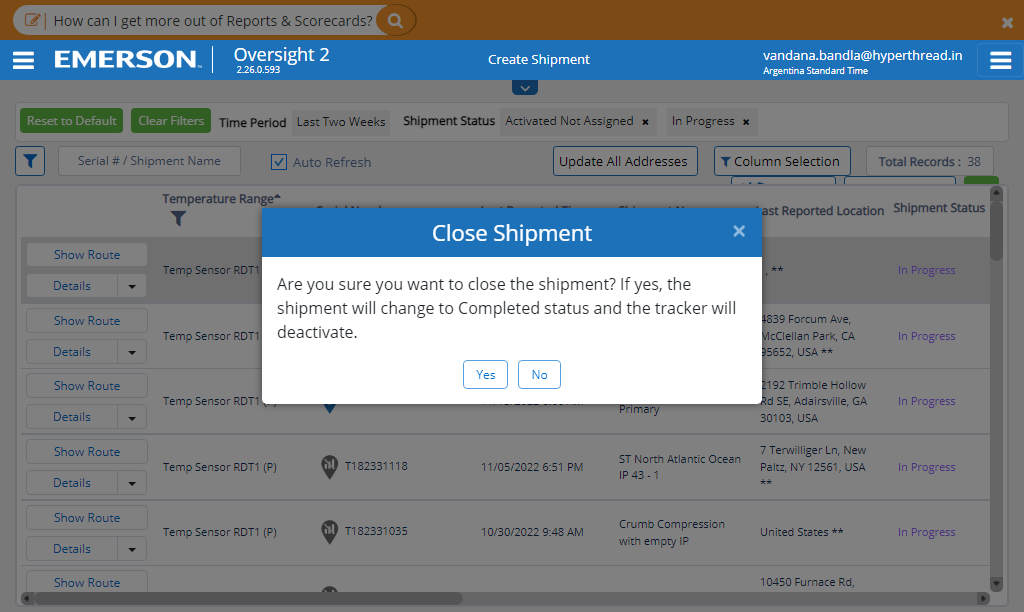 How can I get more out of Reports & Scorecards?
EMERSON
Oversight 2
2.26.0.593
Create Shipment
vandana.bandla@hyperthread.in
Argentina Standard Time
Reset to Default
Clear Filters
Time Period
Last Two Weeks
Shipment Status
Activated Not Assigned ×
In Progress ×
Serial # / Shipment Name
Auto Refresh
Update All Addresses
Column Selection
Total Records : 38
Temperature Range
ast Reported Location
Shipment Status
Close Shipment
×
Are you sure you want to close the shipment? If yes, the
shipment will change to Completed status and the tracker will
deactivate.
Yes
No
Show Route
Details
Temp Sensor RDT1
, **
In Progress
Show Route
Details
Temp Sensor RDT1
4839 Forcum Ave,
McClellan Park, CA
95652, USA **
In Progress
Show Route
Details
Temp Sensor RDT1
Primary
2192 Trimble Hollow
Rd SE, Adairsville, GA
30103, USA
In Progress
Show Route
Details
Temp Sensor RDT1 (P)
T182331118
11/05/2022 6:51 PM
ST North Atlantic Ocean
IP 43 - 1
7 Terwilliger Ln, New
Paltz, NY 12561, USA
**
In Progress
Show Route
Details
Temp Sensor RDT1 (P)
T182331035
10/30/2022 9:48 AM
Crumb Compression
with empty IP
United States **
In Progress
Show Route
10450 Furnace Rd,